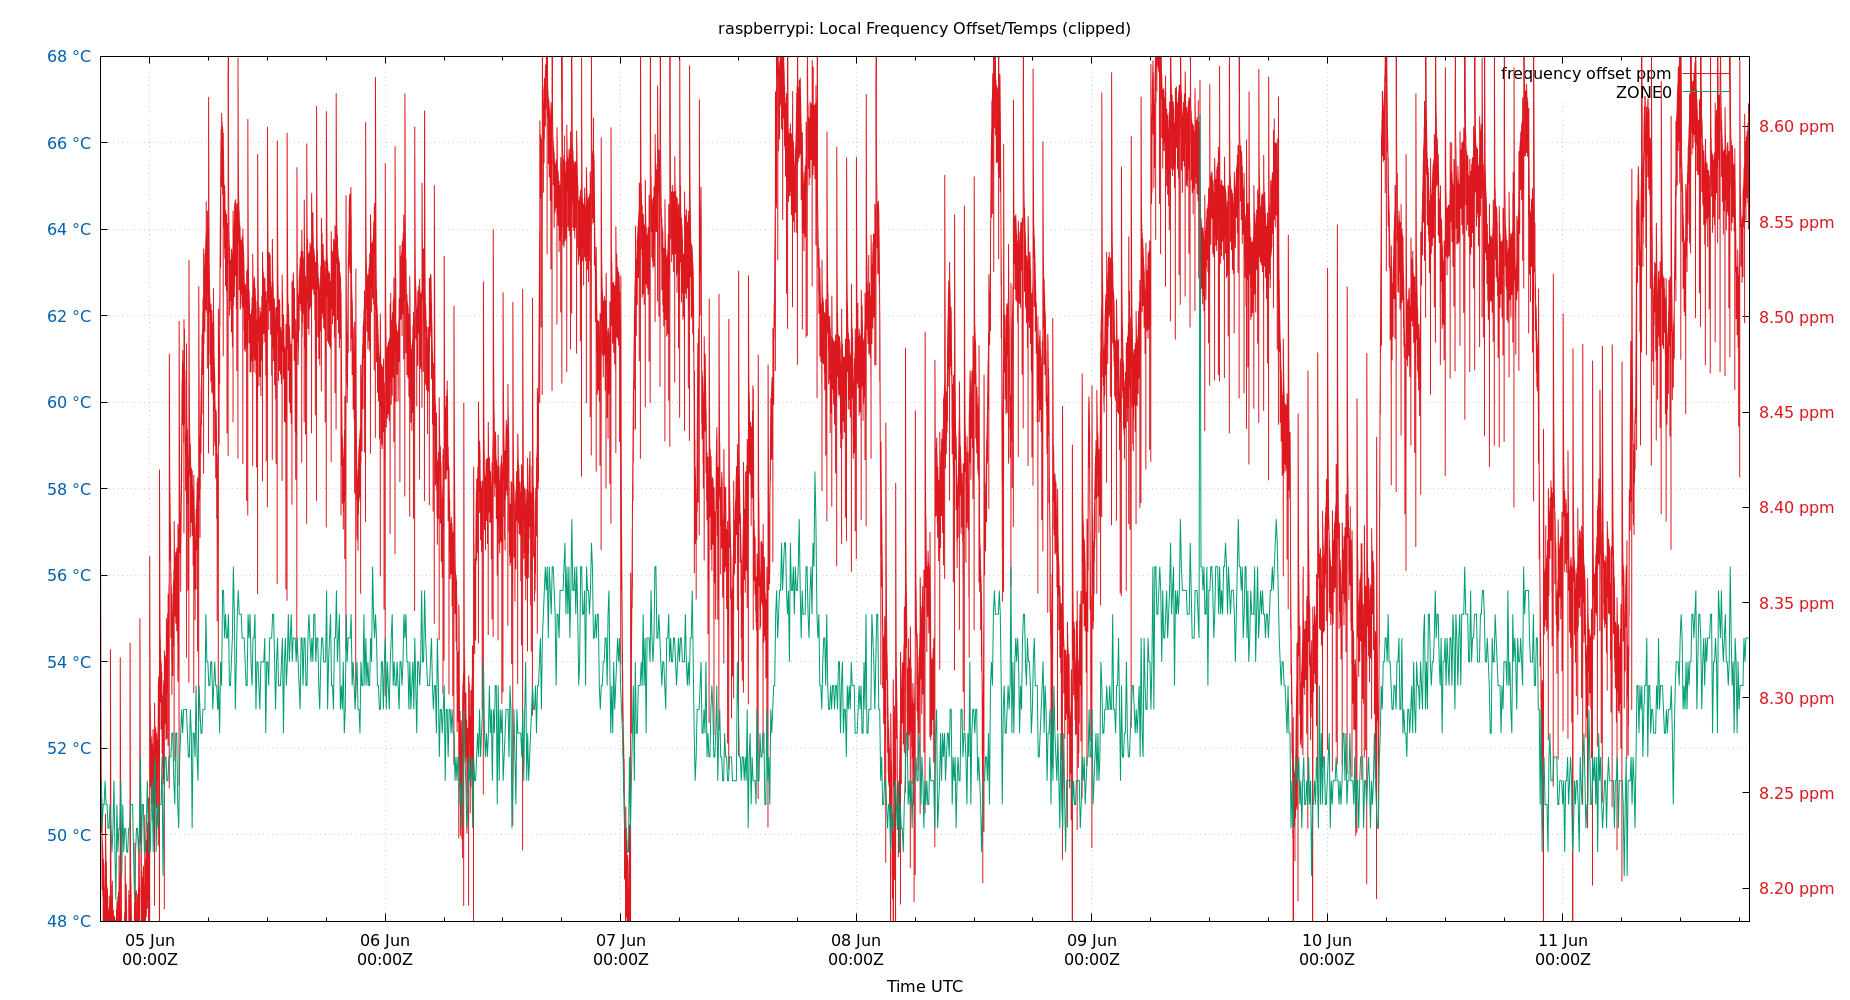 raspberrypi: Local Frequency Offset/Temps (clipped)
frequency offset ppm
ZONE0
68 °C
66 °C
64 °C
62 °C
60 °C
58 °C
56 °C
54 °C
52 °C
50 °C
48 °C
8.60 ppm
8.55 ppm
8.50 ppm
8.45 ppm
8.40 ppm
8.35 ppm
8.30 ppm
8.25 ppm
8.20 ppm
05 Jun
00:00Z
06 Jun
00:00Z
07 Jun
00:00Z
08 Jun
00:00Z
09 Jun
00:00Z
10 Jun
00:00Z
11 Jun
00:00Z
Time UTC